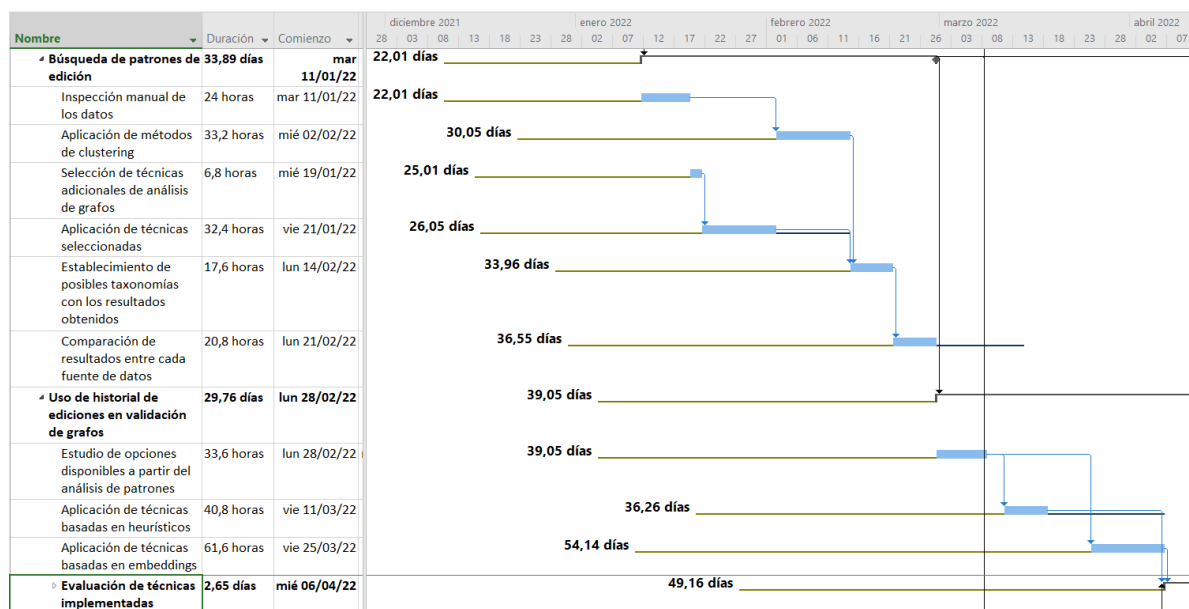 diciembre 2021 enero 2022 febrero 2022 marzo 2022 abril 2022
Nombre Duración Comienzo 28 03 08 13 18 23 28 02 07 12 17 22 27 01 06 11 16 21 26 03 08 13 18 23 28 02 07
Búsqueda de patrones de 33,89 días mar 22,01 días
edición 11/01/22
Inspección manual de 24 horas mar 11/01/22 22,01 días
los datos
Aplicación de métodos 33,2 horas mié 02/02/22 30,05 días
de clustering
Selección de técnicas 6,8 horas mié 19/01/22 25,01 días
adicionales de análisis
de grafos
Aplicación de técnicas 32,4 horas vie 21/01/22 26,05 días
seleccionadas
Establecimiento de 17,6 horas lun 14/02/22 33,96 días
posibles taxonomías
con los resultados
obtenidos
Comparación de 20,8 horas lun 21/02/22 36,55 días
resultados entre cada
fuente de datos
Uso de historial de 29,76 días lun 28/02/22 39,05 días
ediciones en validación
de grafos
Estudio de opciones 33,6 horas lun 28/02/22 39,05 días
disponibles a partir del
análisis de patrones
Aplicación de técnicas 40,8 horas vie 11/03/22 36,26 días
basadas en heurísticos
Aplicación de técnicas 61,6 horas vie 25/03/22 54,14 días
basadas en embeddings
Evaluación de técnicas 2,65 días mié 06/04/22 49,16 días
implementadas